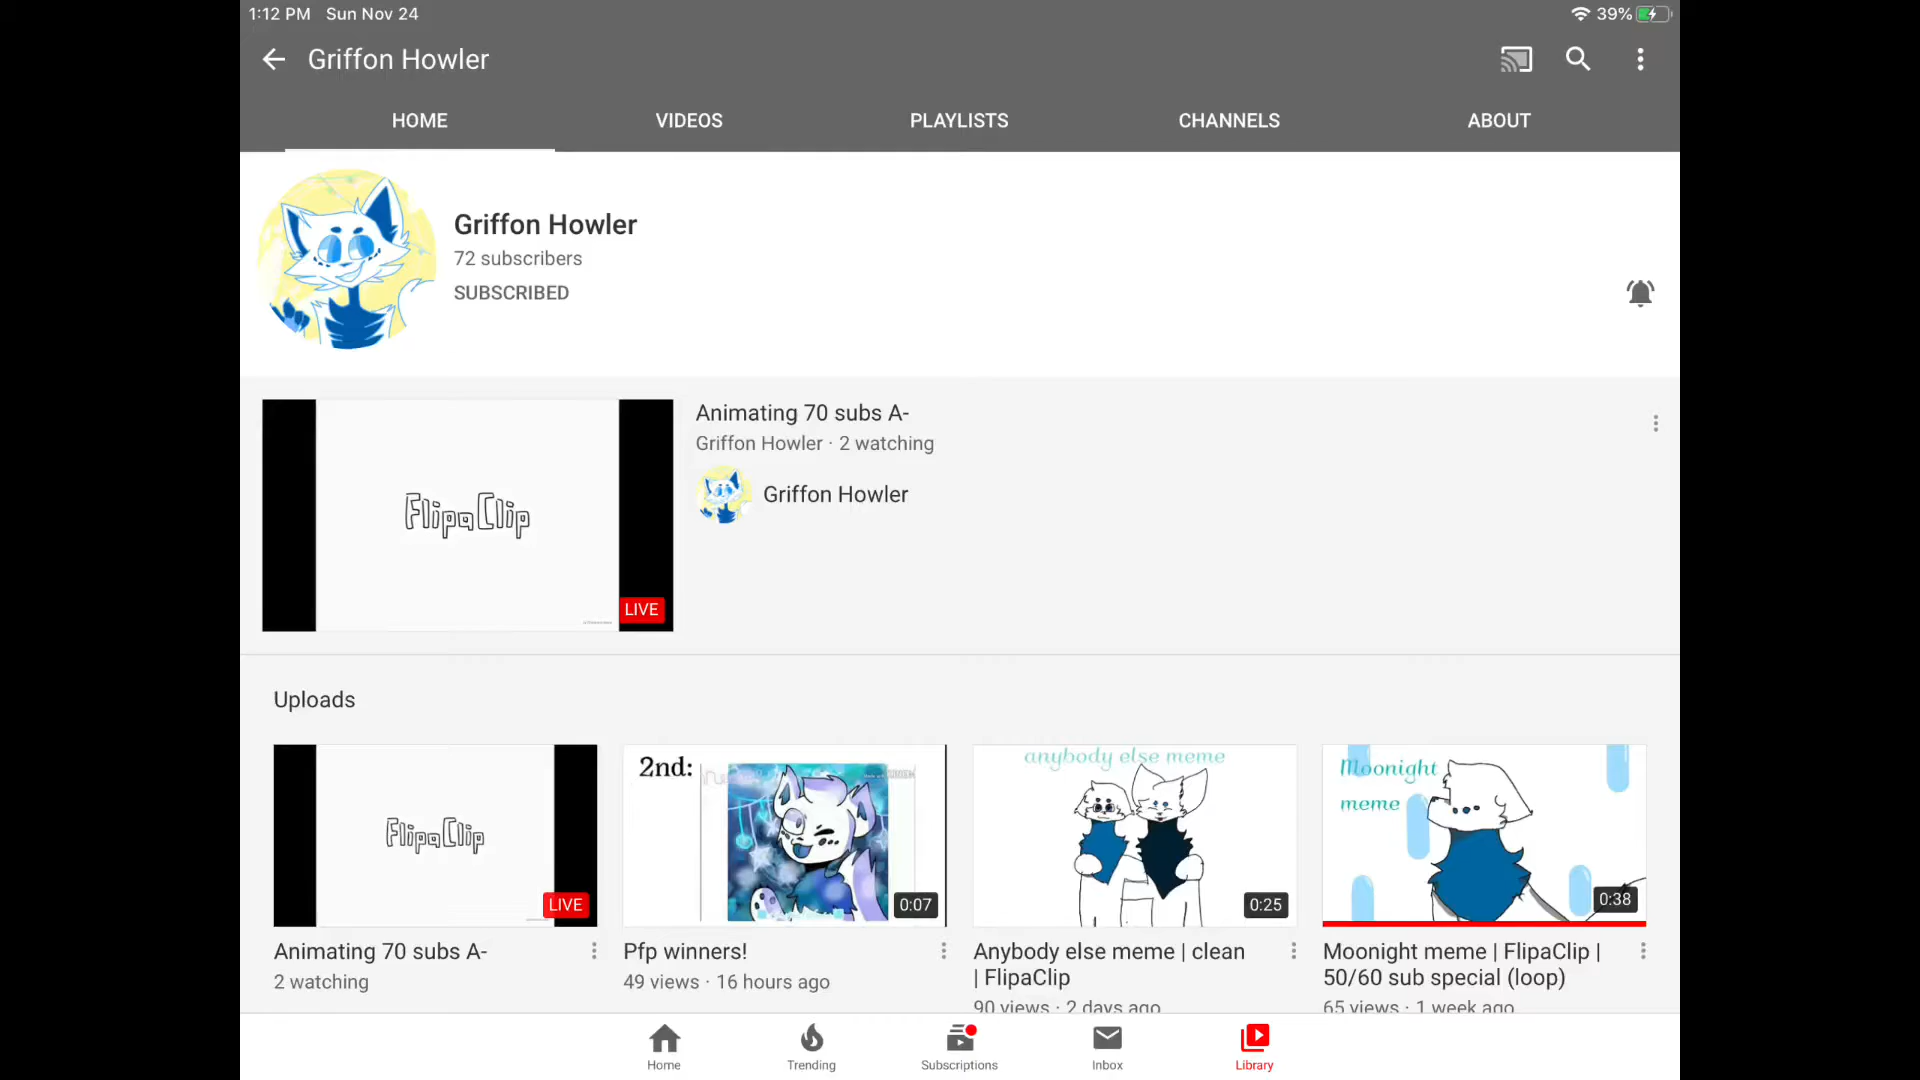 1:12 PM Sun Nov 24
39%
Griffon Howler
HOME VIDEOS PLAYLISTS CHANNELS ABOUT
Griffon Howler
72 subscribers
SUBSCRIBED
FlipaClip
LIVE
Animating 70 subs A-
Griffon Howler · 2 watching
Griffon Howler
Uploads
FlipaClip
LIVE
Animating 70 subs A-
2 watching
2nd:
0:07
Pfp winners!
49 views · 16 hours ago
anybody else meme
0:25
Anybody else meme | clean
| FlipaClip
90 views · 2 days ago
Moonight
meme
0:38
Moonight meme | FlipaClip |
50/60 sub special (loop)
65 views · 1 week ago
Home Trending Subscriptions Inbox Library